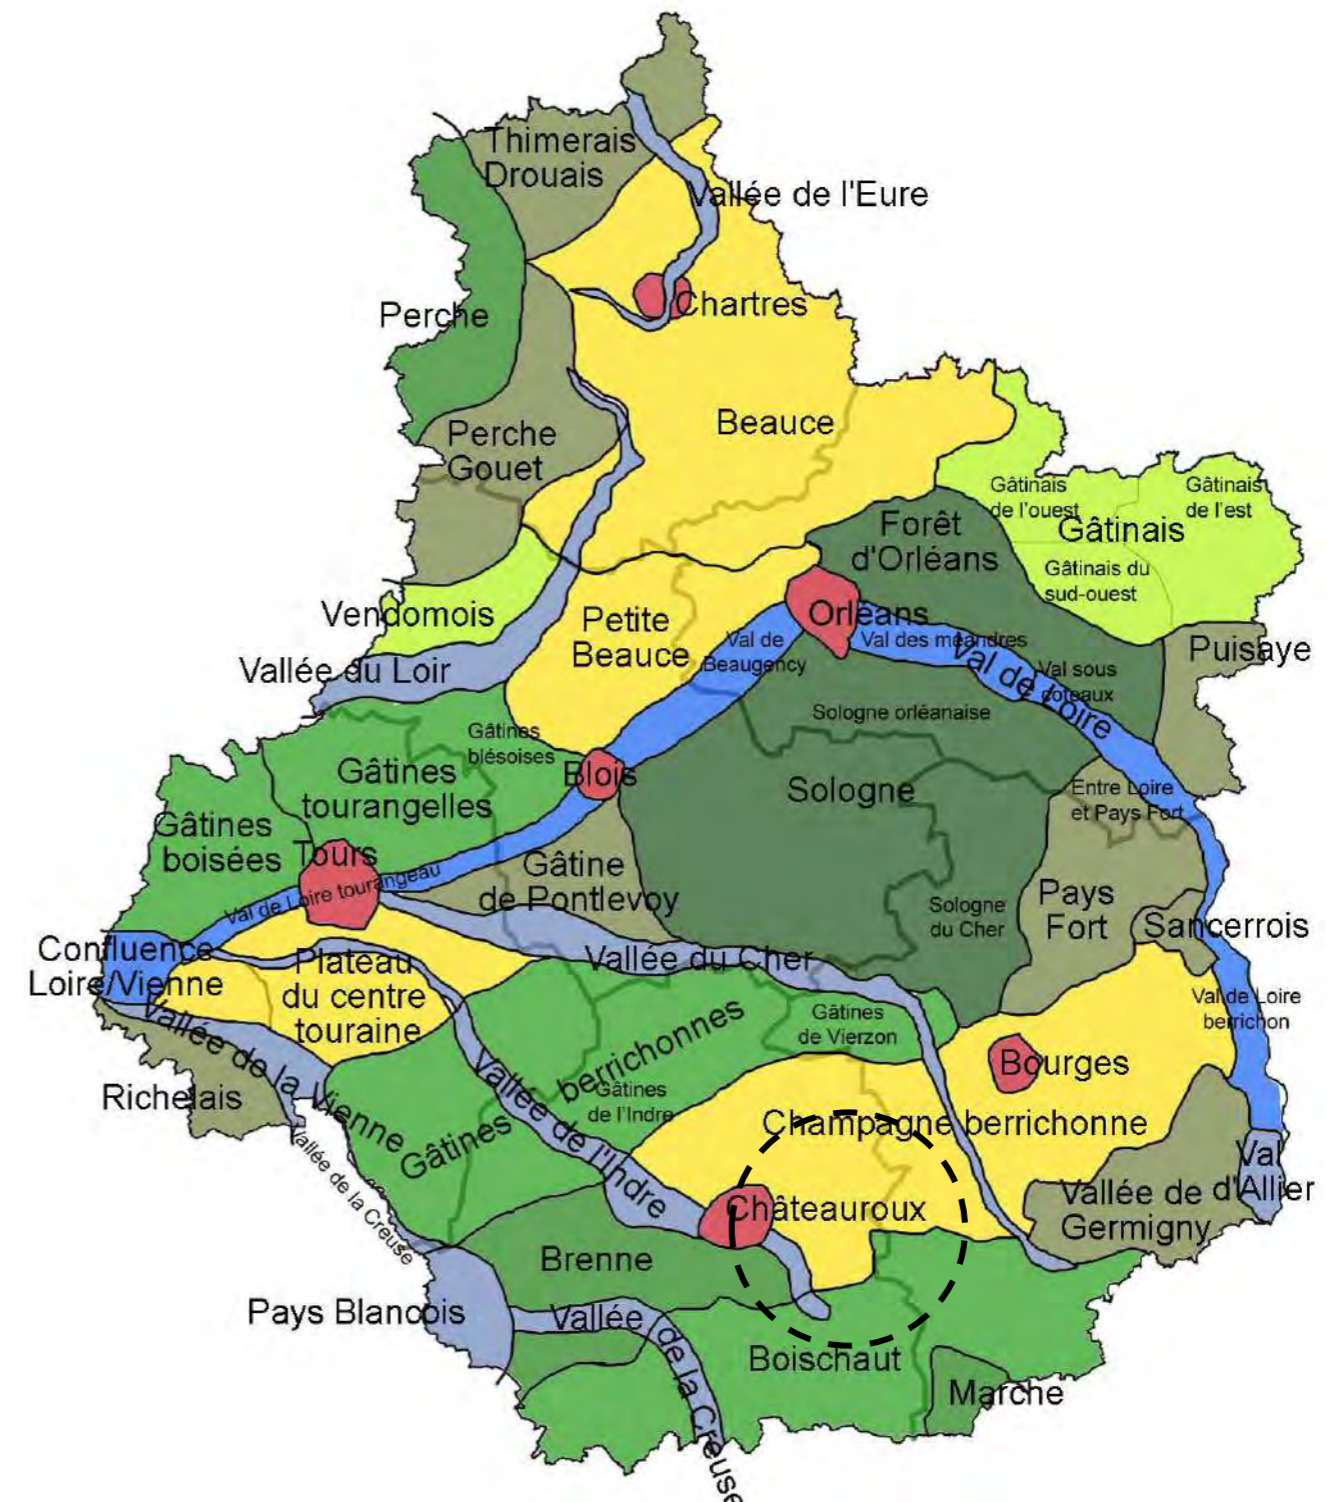 Thimerais
Drouais
Vallée de l'Eure
Perche
Chartres
Beauce
Perche
Gouet
Gâtinais
de l'ouest
Gâtinais
de l'est
Gâtinais
Forêt
d'Orléans
Gâtinais du
sud-ouest
Vendomois
Petite
Beauce
Orléans
Val de
Beaugency
Val des méandres
Val de Loire
Val sous
coteaux
Puisaye
Vallée du Loir
Sologne orléanaise
Gâtines
blésoises
Blois
Gâtines
tourangelles
Sologne
Entre Loire
et Pays Fort
Gâtines
boisées
Tours
Val de Loire tourangeau
Gâtine
de Pontlevoy
Sologne
du Cher
Pays
Fort
Sancerrois
Confluence
Loire/Vienne
Plateau
du centre
touraine
Vallée du Cher
Val de Loire
berrichon
Gâtines
de Vierzon
Vallée de la Vienne
Richelais
Vallée de l'Indre
Gâtines berrichonnes
Gâtines
de l'Indre
Bourges
Champagne berrichonne
Vallée de la Creuse
Châteauroux
Vallée de
Germigny
Val
d'Allier
Brenne
Pays Blancois
Vallée de la Creuse
Boischaut
Marche